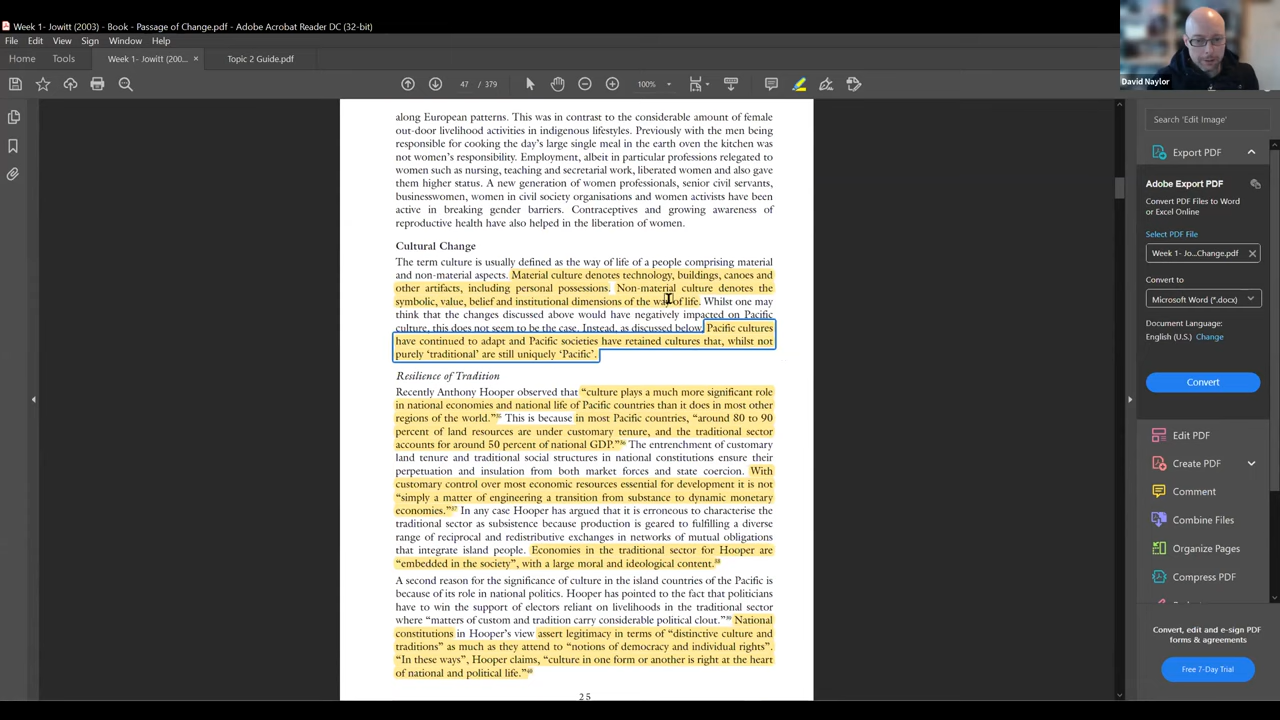 Week 1- Jowitt (2003) - Book - Passage of Change.pdf - Adobe Acrobat Reader DC (32-bit)
File Edit View Sign Window Help
Home Tools Week 1- Jowitt (200... × Topic 2 Guide.pdf
47 / 379 100%
David Naylor
along European patterns. This was in contrast to the considerable amount of female
out-door livelihood activities in indigenous lifestyles. Previously with the men being
responsible for cooking the day's large single meal in the earth oven the kitchen was
not women's responsibility. Employment, albeit in particular professions relegated to
women such as nursing, teaching and secretarial work, liberated women and also gave
them higher status. A new generation of women professionals, senior civil servants,
businesswomen, women in civil society organisations and women activists have been
active in breaking gender barriers. Contraceptives and growing awareness of
reproductive health have also helped in the liberation of women.
Cultural Change
The term culture is usually defined as the way of life of a people comprising material
and non-material aspects. Material culture denotes technology, buildings, canoes and
other artifacts, including personal possessions. Non-material culture denotes the
symbolic, value, belief and institutional dimensions of the way of life. Whilst one may
think that the changes discussed above would have negatively impacted on Pacific
culture, this does not seem to be the case. Instead, as discussed below, Pacific cultures
have continued to adapt and Pacific societies have retained cultures that, whilst not
purely 'traditional' are still uniquely 'Pacific'.
Resilience of Tradition
Recently Anthony Hooper observed that "culture plays a much more significant role
in national economies and national life of Pacific countries than it does in most other
regions of the world." This is because in most Pacific countries, "around 80 to 90
percent of land resources are under customary tenure, and the traditional sector
accounts for around 50 percent of national GDP." The entrenchment of customary
land tenure and traditional social structures in national constitutions ensure their
perpetuation and insulation from both market forces and state coercion. With
customary control over most economic resources essential for development it is not
"simply a matter of engineering a transition from substance to dynamic monetary
economies." In any case Hooper has argued that it is erroneous to characterise the
traditional sector as subsistence because production is geared to fulfilling a diverse
range of reciprocal and redistributive exchanges in networks of mutual obligations
that integrate island people. Economies in the traditional sector for Hooper are
"embedded in the society", with a large moral and ideological content.
A second reason for the significance of culture in the island countries of the Pacific is
because of its role in national politics. Hooper has pointed to the fact that politicians
have to win the support of electors reliant on livelihoods in the traditional sector
where "matters of custom and tradition carry considerable political clout." National
constitutions in Hooper's view assert legitimacy in terms of "distinctive culture and
traditions" as much as they attend to "notions of democracy and individual rights".
"In these ways", Hooper claims, "culture in one form or another is right at the heart
of national and political life."
25
Search 'Edit Image'
Export PDF
Adobe Export PDF
Convert PDF Files to Word
or Excel Online
Select PDF File
Week 1- Jo...Change.pdf ×
Convert to
Microsoft Word (*.docx)
Document Language:
English (U.S.) Change
Convert
Edit PDF
Create PDF
Comment
Combine Files
Organize Pages
Compress PDF
Convert, edit and e-sign PDF
forms & agreements
Free 7-Day Trial